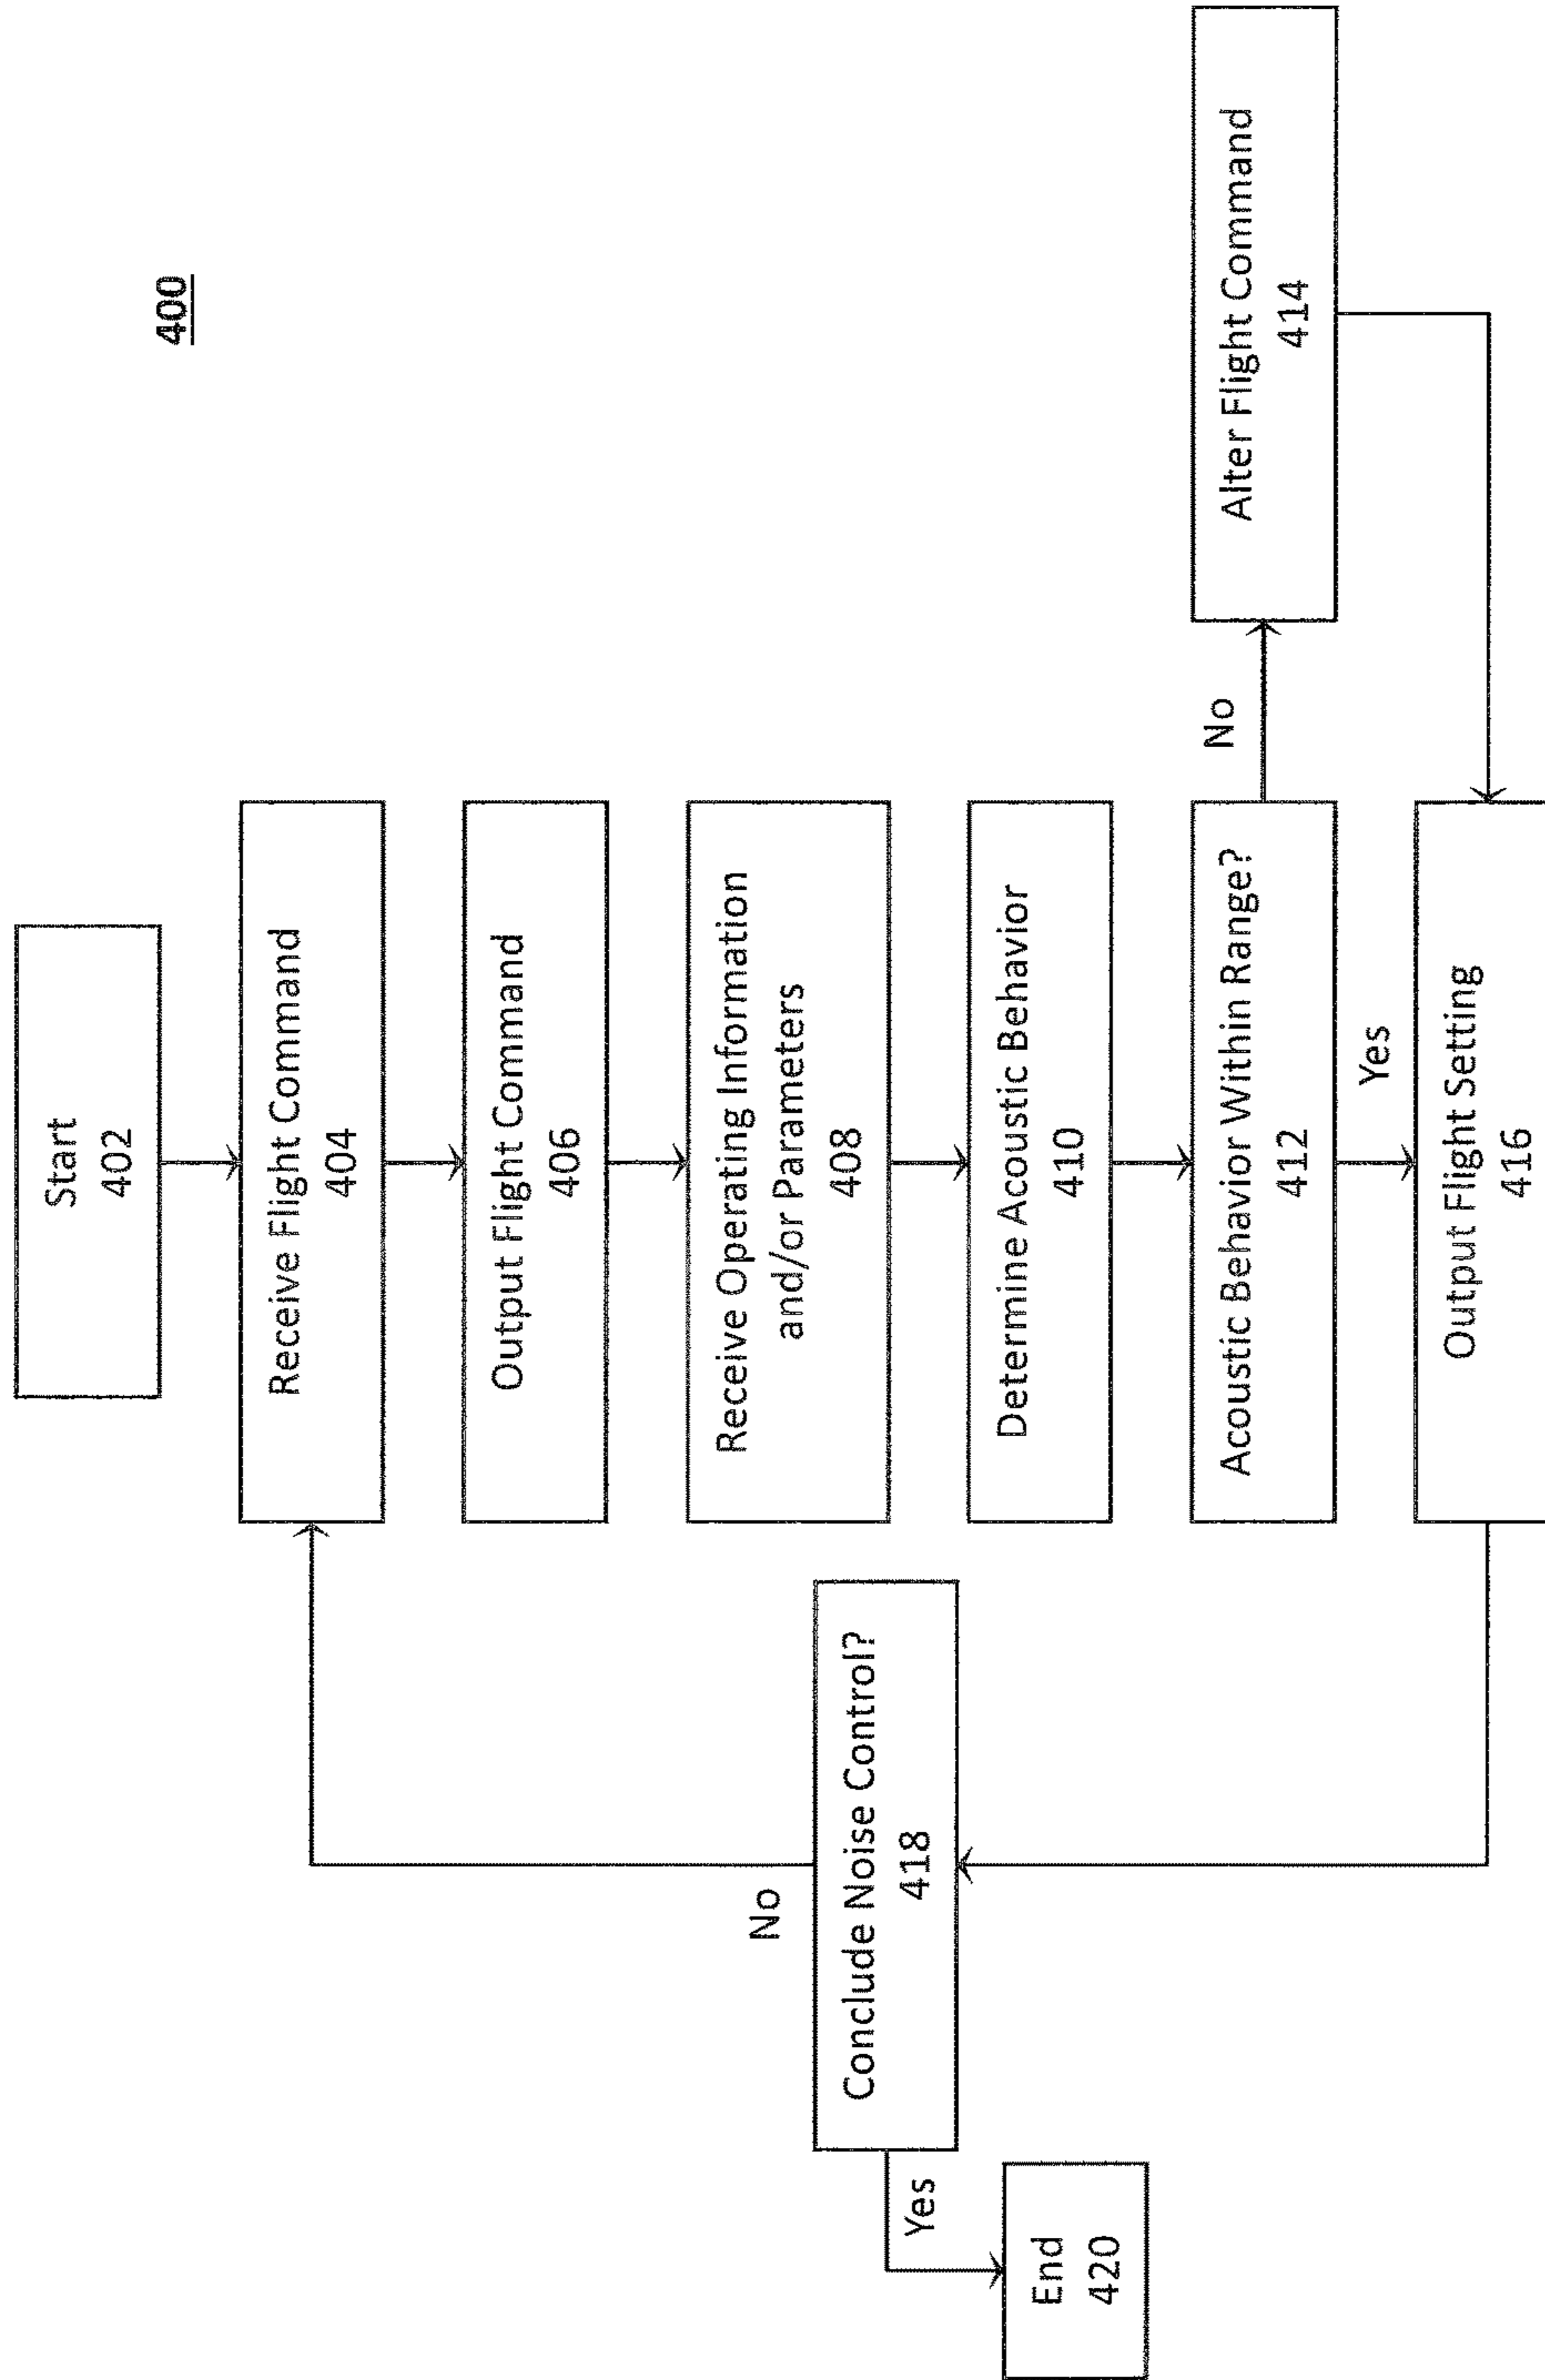 400
Start
402
Receive Flight Command
404
Output Flight Command
406
Receive Operating Information
and/or Parameters
408
Determine Acoustic Behavior
410
Acoustic Behavior Within Range?
412
No
Alter Flight Command
414
Yes
Output Flight Setting
416
Conclude Noise Control?
418
No
Yes
End
420